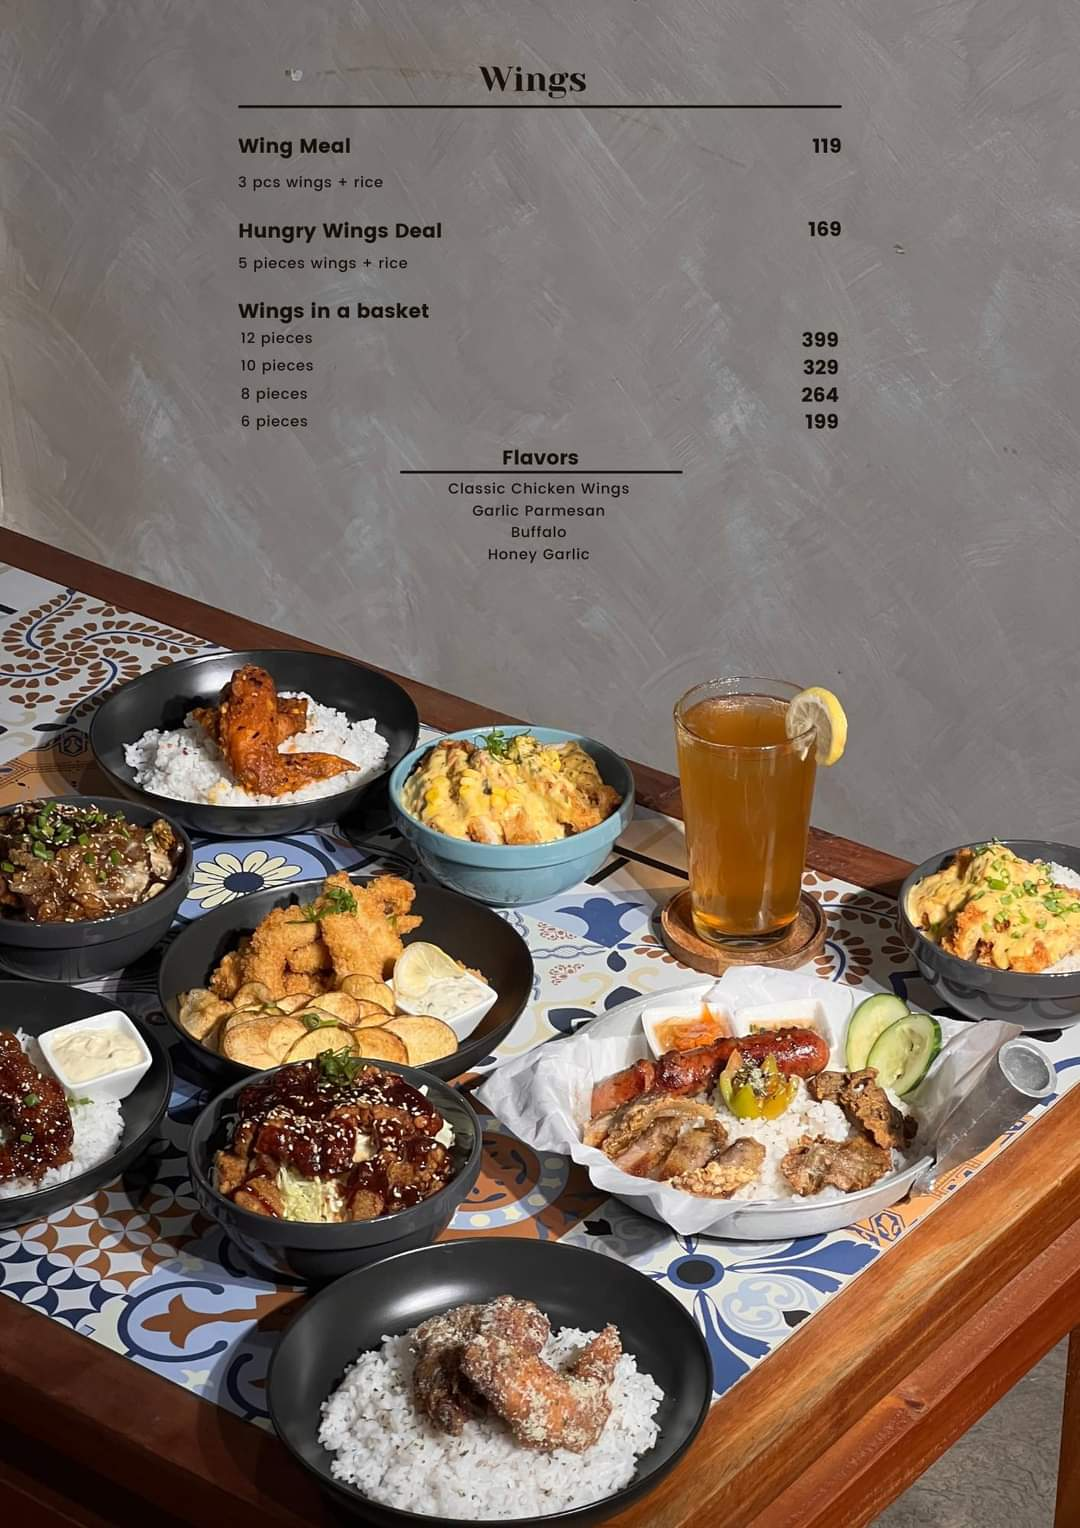 Wings
Wing Meal 119
3 pcs wings + rice
Hungry Wings Deal 169
5 pieces wings + rice
Wings in a basket
12 pieces 399
10 pieces 329
8 pieces 264
6 pieces 199
Flavors
Classic Chicken Wings
Garlic Parmesan
Buffalo
Honey Garlic